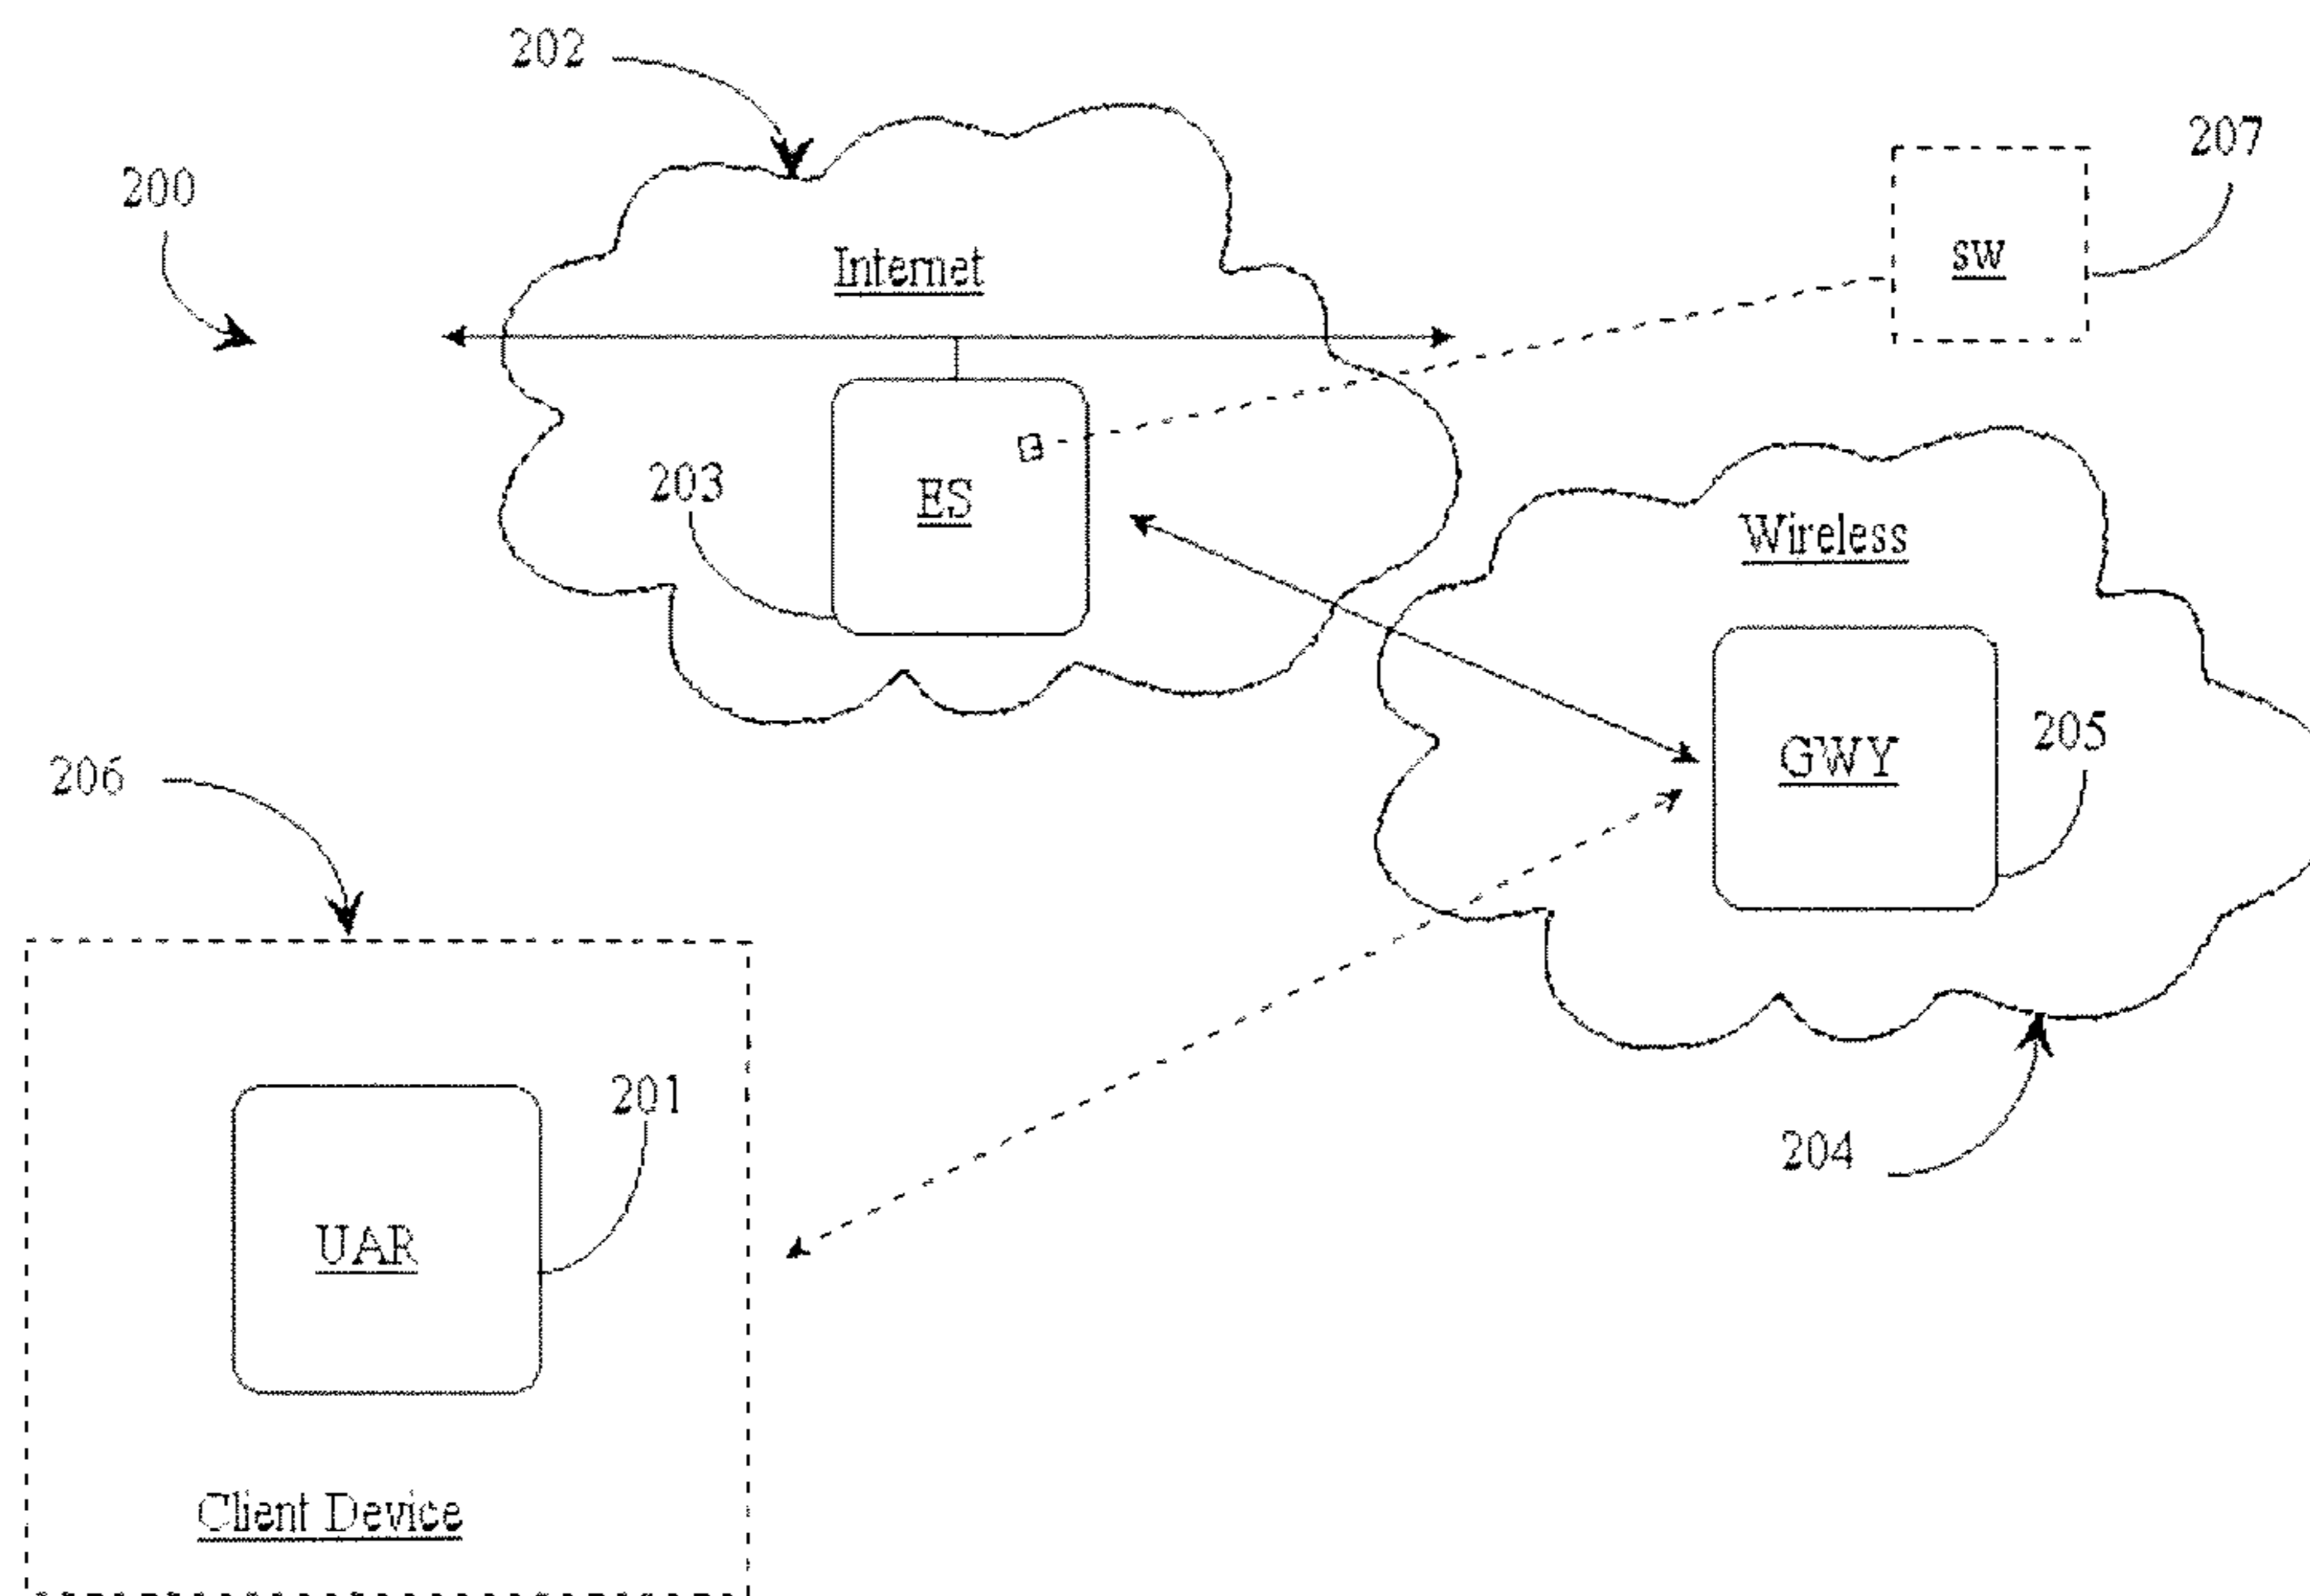 202
207
200
Internet
SW
203
ES
Wireless
205
GWY
206
201
204
UAR
Client Device